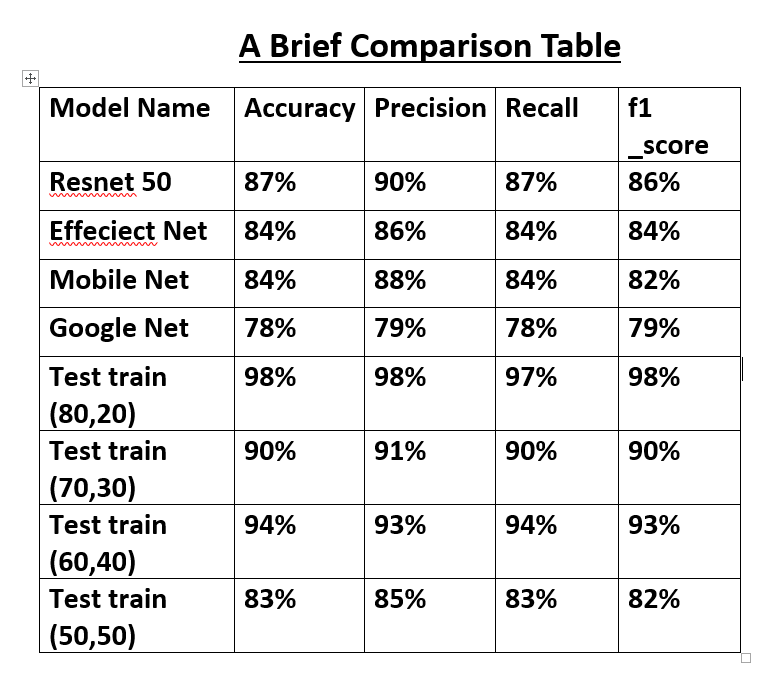 A Brief Comparison Table
Model Name Accuracy Precision Recall f1
_score
Resnet 50 87% 90% 87% 86%
Effeciect Net 84% 86% 84% 84%
Mobile Net 84% 88% 84% 82%
Google Net 78% 79% 78% 79%
Test train 98% 98% 97% 98%
(80,20)
Test train 90% 91% 90% 90%
(70,30)
Test train 94% 93% 94% 93%
(60,40)
Test train 83% 85% 83% 82%
(50,50)